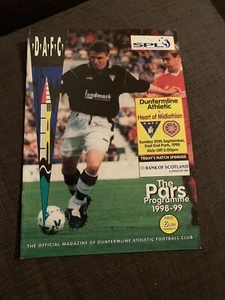 D.A.F.C
SPL
Dunfermline
Athletic
v
Heart of Midlothian
Sunday 20th September,
East End Park, 1998
Kick-Off 3.00pm
TODAY'S MATCH SPONSOR
BANK OF SCOTLAND
Landmark
The
Pars
Programme
1998-99
THE OFFICIAL MAGAZINE OF DUNFERMLINE ATHLETIC FOOTBALL CLUB